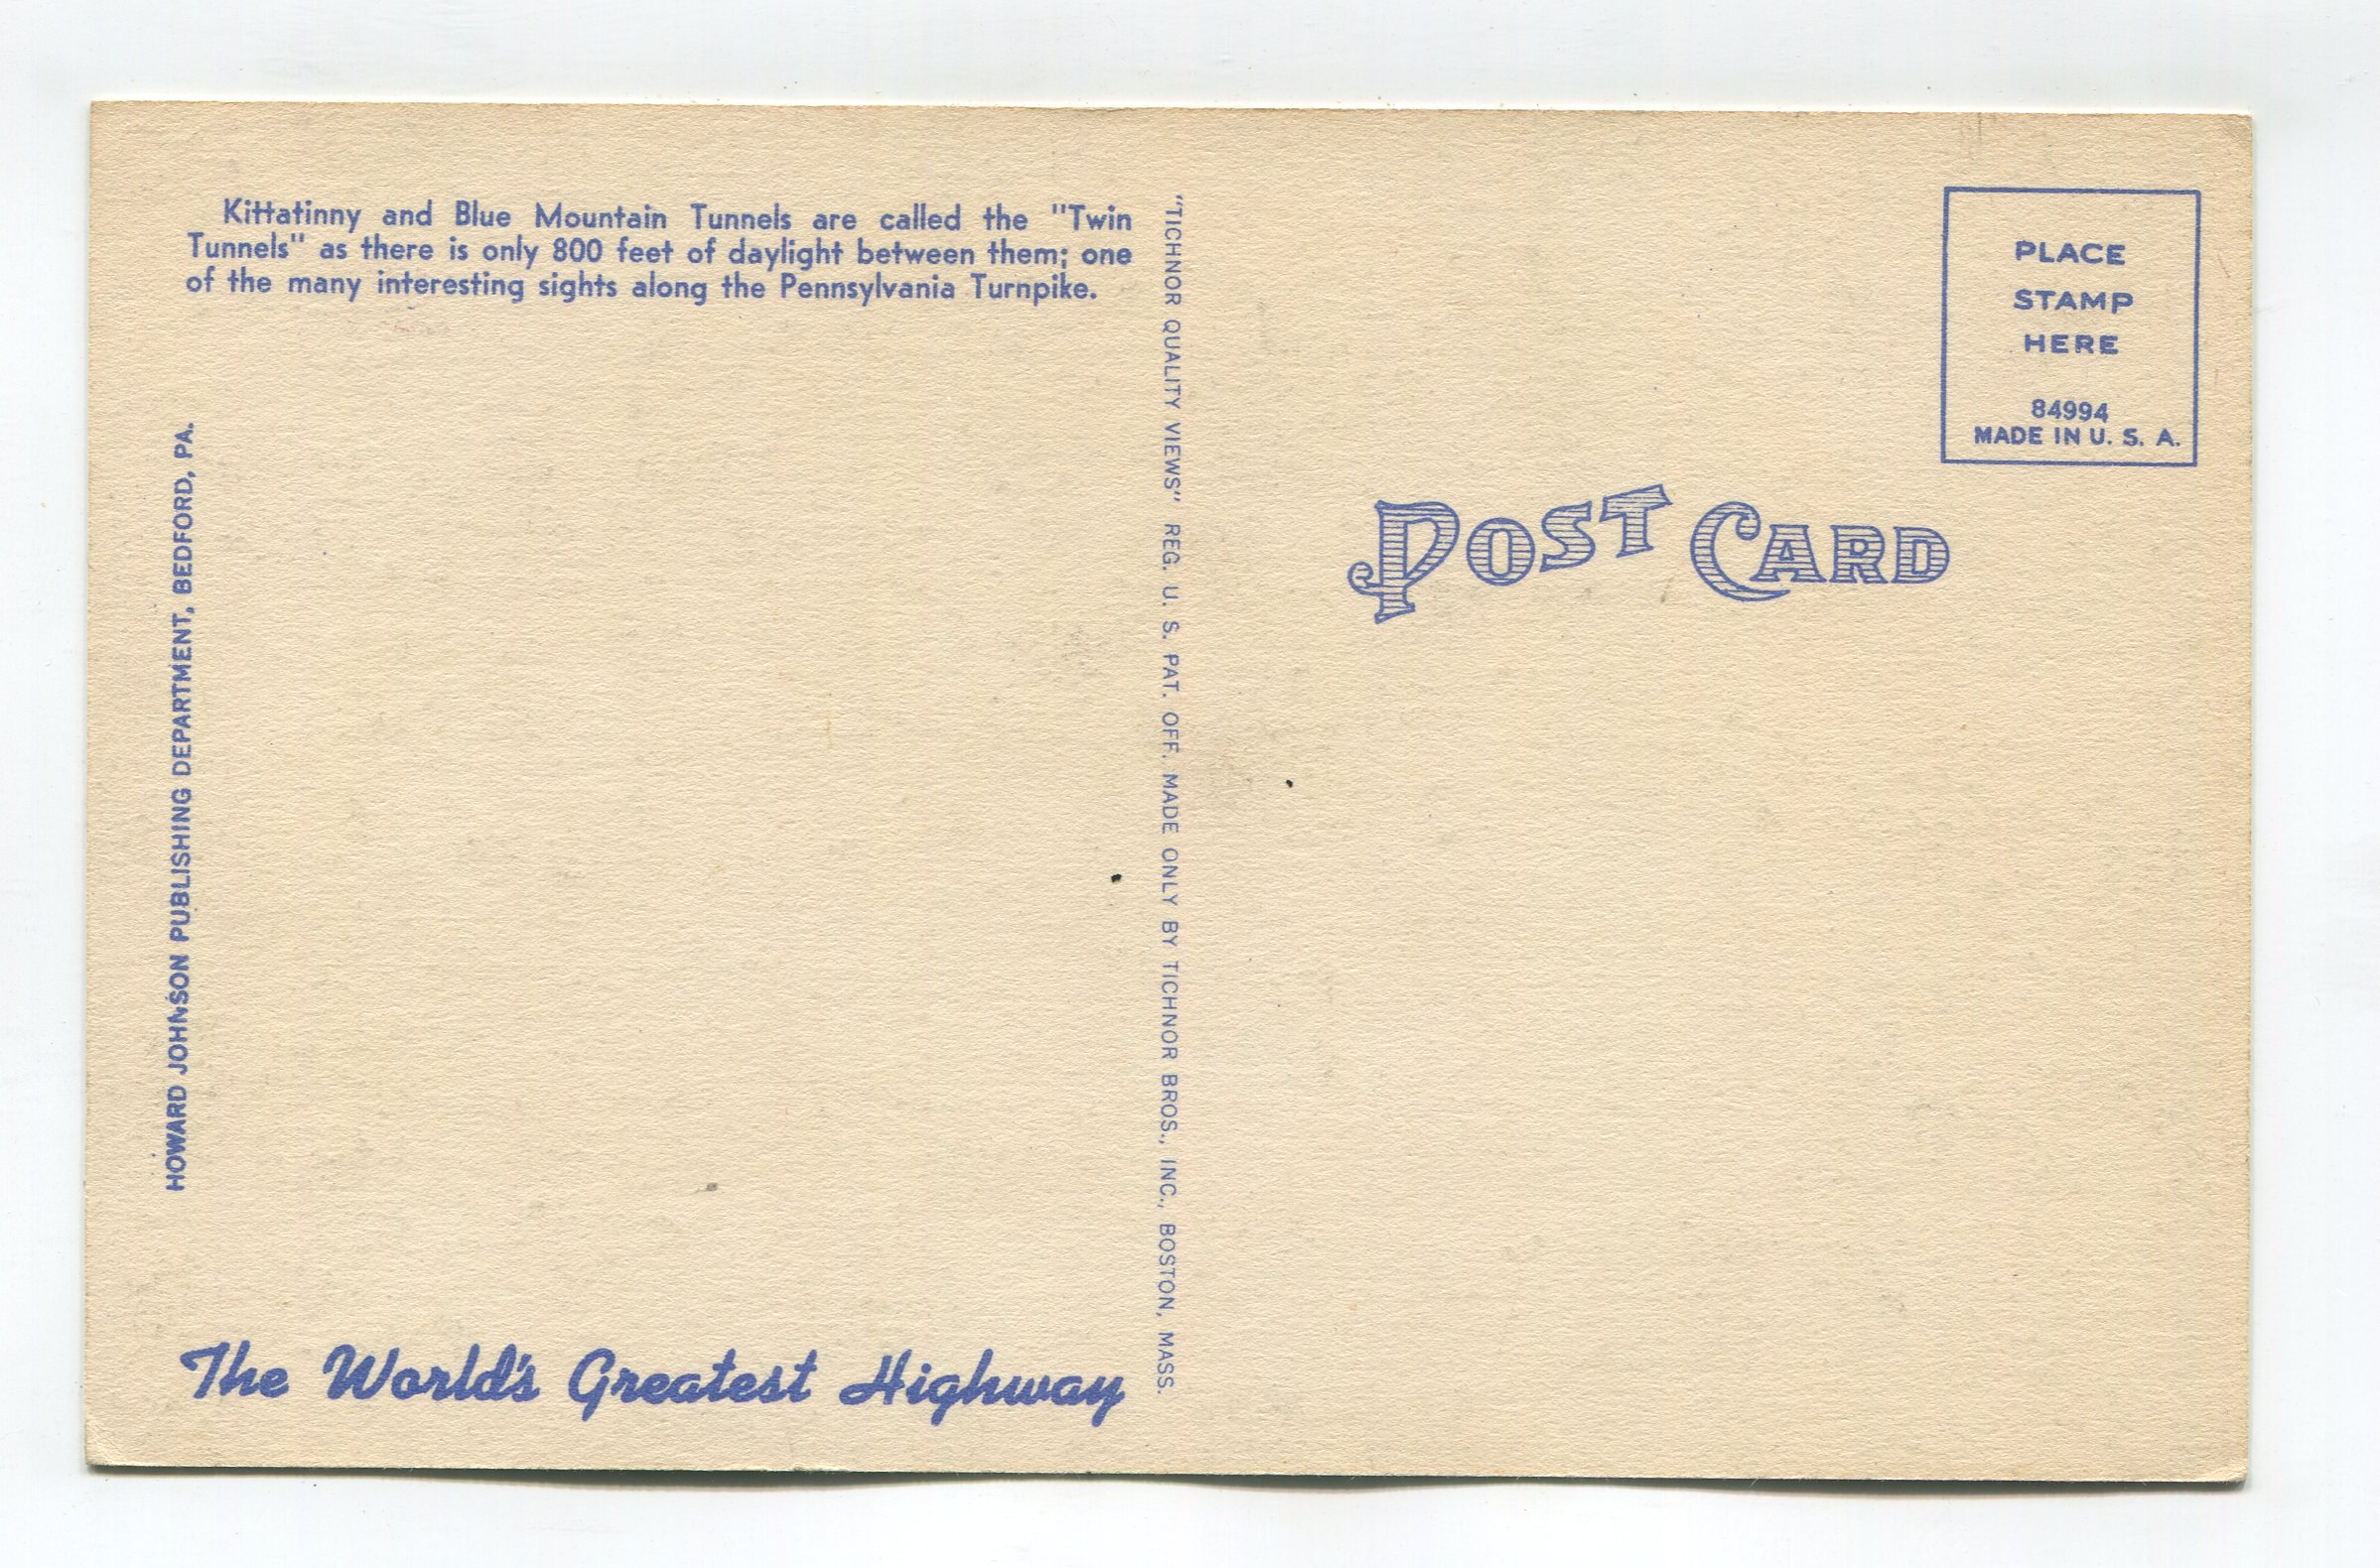 Kittatinny and Blue Mountain Tunnels are called the "Twin
Tunnels" as there is only 800 feet of daylight between them; one
of the many interesting sights along the Pennsylvania Turnpike.
HOWARD JOHNSON PUBLISHING DEPARTMENT, BEDFORD, PA.
The World's Greatest Highway
"TICHNOR QUALITY VIEWS" REG. U. S. PAT. OFF. MADE ONLY BY TICHNOR BROS., INC., BOSTON, MASS.
POST CARD
PLACE
STAMP
HERE
84994
MADE IN U. S. A.